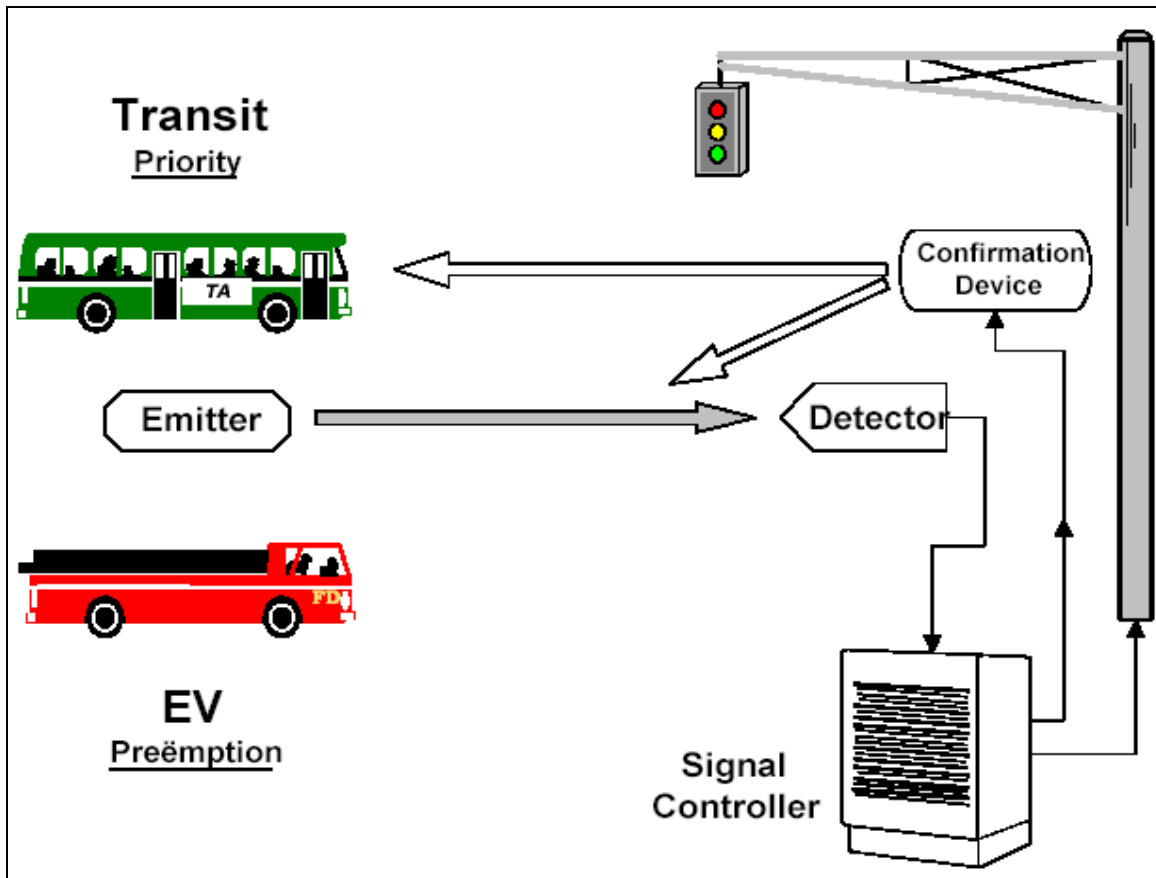 Transit
Priority
TA
Confirmation
Device
Emitter
Detector
FD
EV
Preëmption
Signal
Controller